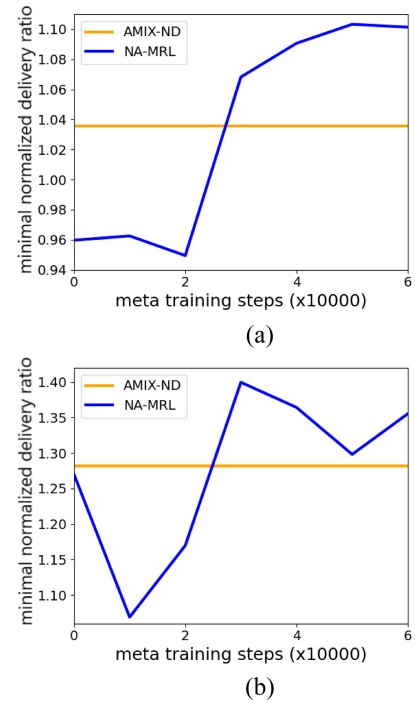 minimal normalized delivery ratio
1.10
1.08
1.06
1.04
1.02
1.00
0.98
0.96
0.94
AMIX-ND
NA-MRL
0 2 4 6
meta training steps (x10000)
(a)
minimal normalized delivery ratio
1.40
1.35
1.30
1.25
1.20
1.15
1.10
AMIX-ND
NA-MRL
0 2 4 6
meta training steps (x10000)
(b)